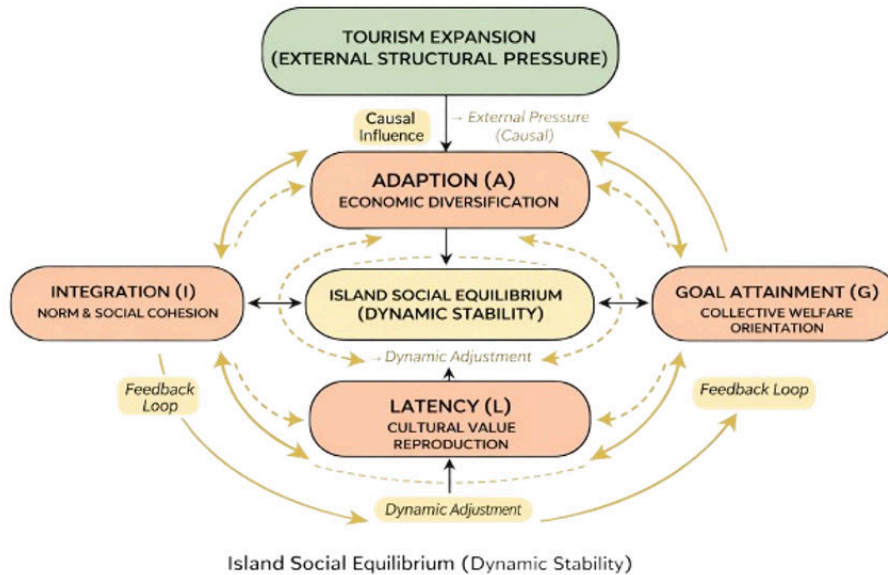 TOURISM EXPANSION
(EXTERNAL STRUCTURAL PRESSURE)
Causal
Influence
→ External Pressure
(Causal)
ADAPTION (A)
ECONOMIC DIVERSIFICATION
INTEGRATION (I)
NORM & SOCIAL COHESION
ISLAND SOCIAL EQUILIBRIUM
(DYNAMIC STABILITY)
GOAL ATTAINMENT (G)
COLLECTIVE WELFARE
ORIENTATION
→ Dynamic Adjustment
Feedback
Loop
LATENCY (L)
CULTURAL VALUE
REPRODUCTION
Feedback Loop
Dynamic Adjustment
Island Social Equilibrium (Dynamic Stability)